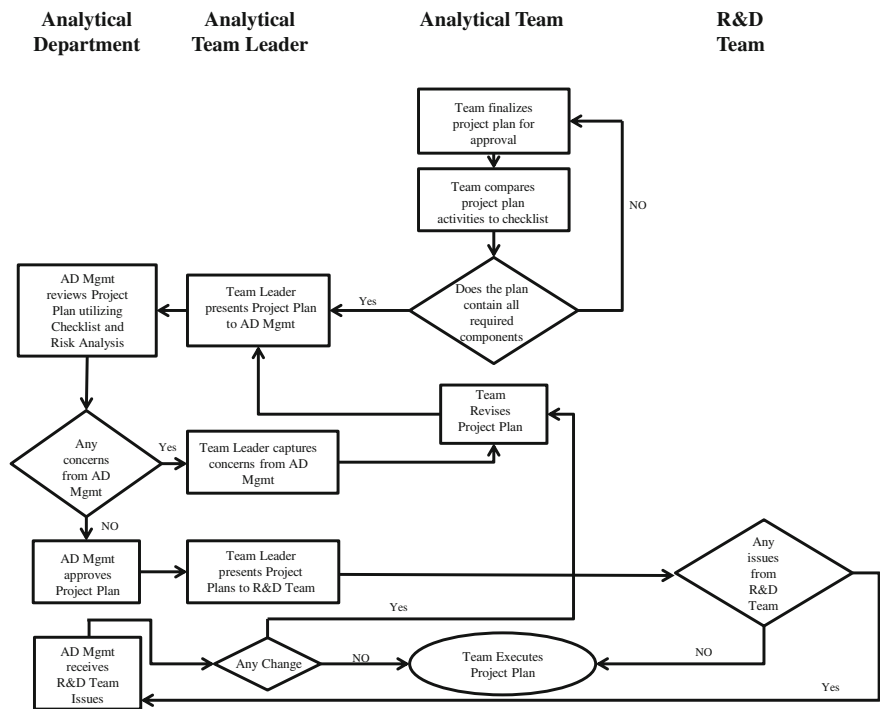 Analytical
Department
Analytical
Team Leader
Analytical Team
R&D
Team
Team finalizes
project plan for
approval
Team compares
project plan
activities to checklist
NO
AD Mgmt
reviews Project
Plan utilizing
Checklist and
Risk Analysis
Team Leader
presents Project Plan
to AD Mgmt
Yes
Does the plan
contain all
required
components
Team
Revises
Project Plan
Any
concerns
from AD
Mgmt
Yes
Team Leader captures
concerns from AD
Mgmt
NO
AD Mgmt
approves
Project Plan
Team Leader
presents Project
Plans to R&D Team
Any
issues
from
R&D
Team
Yes
AD Mgmt
receives
R&D Team
Issues
Any Change
NO
Team Executes
Project Plan
NO
Yes